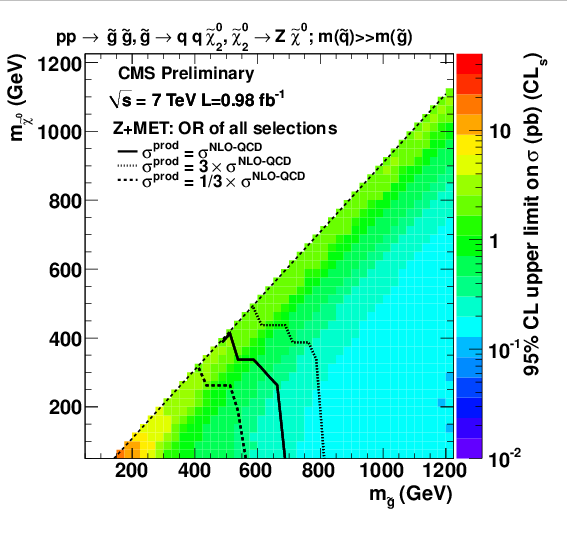 pp → g̃ g̃, g̃ → q q χ̃⁰₂, χ̃⁰₂ → Z χ̃⁰; m(q̃)>>m(g̃)
CMS Preliminary
√s = 7 TeV L=0.98 fb⁻¹
Z+MET: OR of all selections
σ^prod = σ^NLO-QCD
σ^prod = 3 × σ^NLO-QCD
σ^prod = 1/3 × σ^NLO-QCD
m_χ̃⁰ (GeV)
1200
1000
800
600
400
200
200 400 600 800 1000 1200
m_g̃ (GeV)
10
1
10⁻¹
10⁻²
95% CL upper limit on σ (pb) (CL_s)